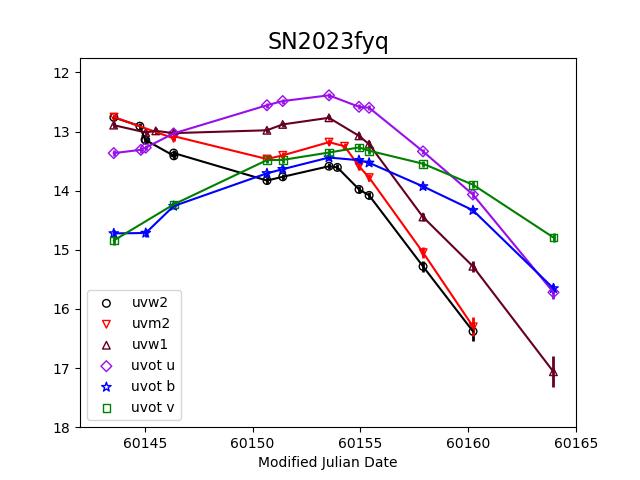 SN2023fyq
12
13
14
15
16
17
18
uvw2
uvm2
uvw1
uvot u
uvot b
uvot v
60145 60150 60155 60160 60165
Modified Julian Date